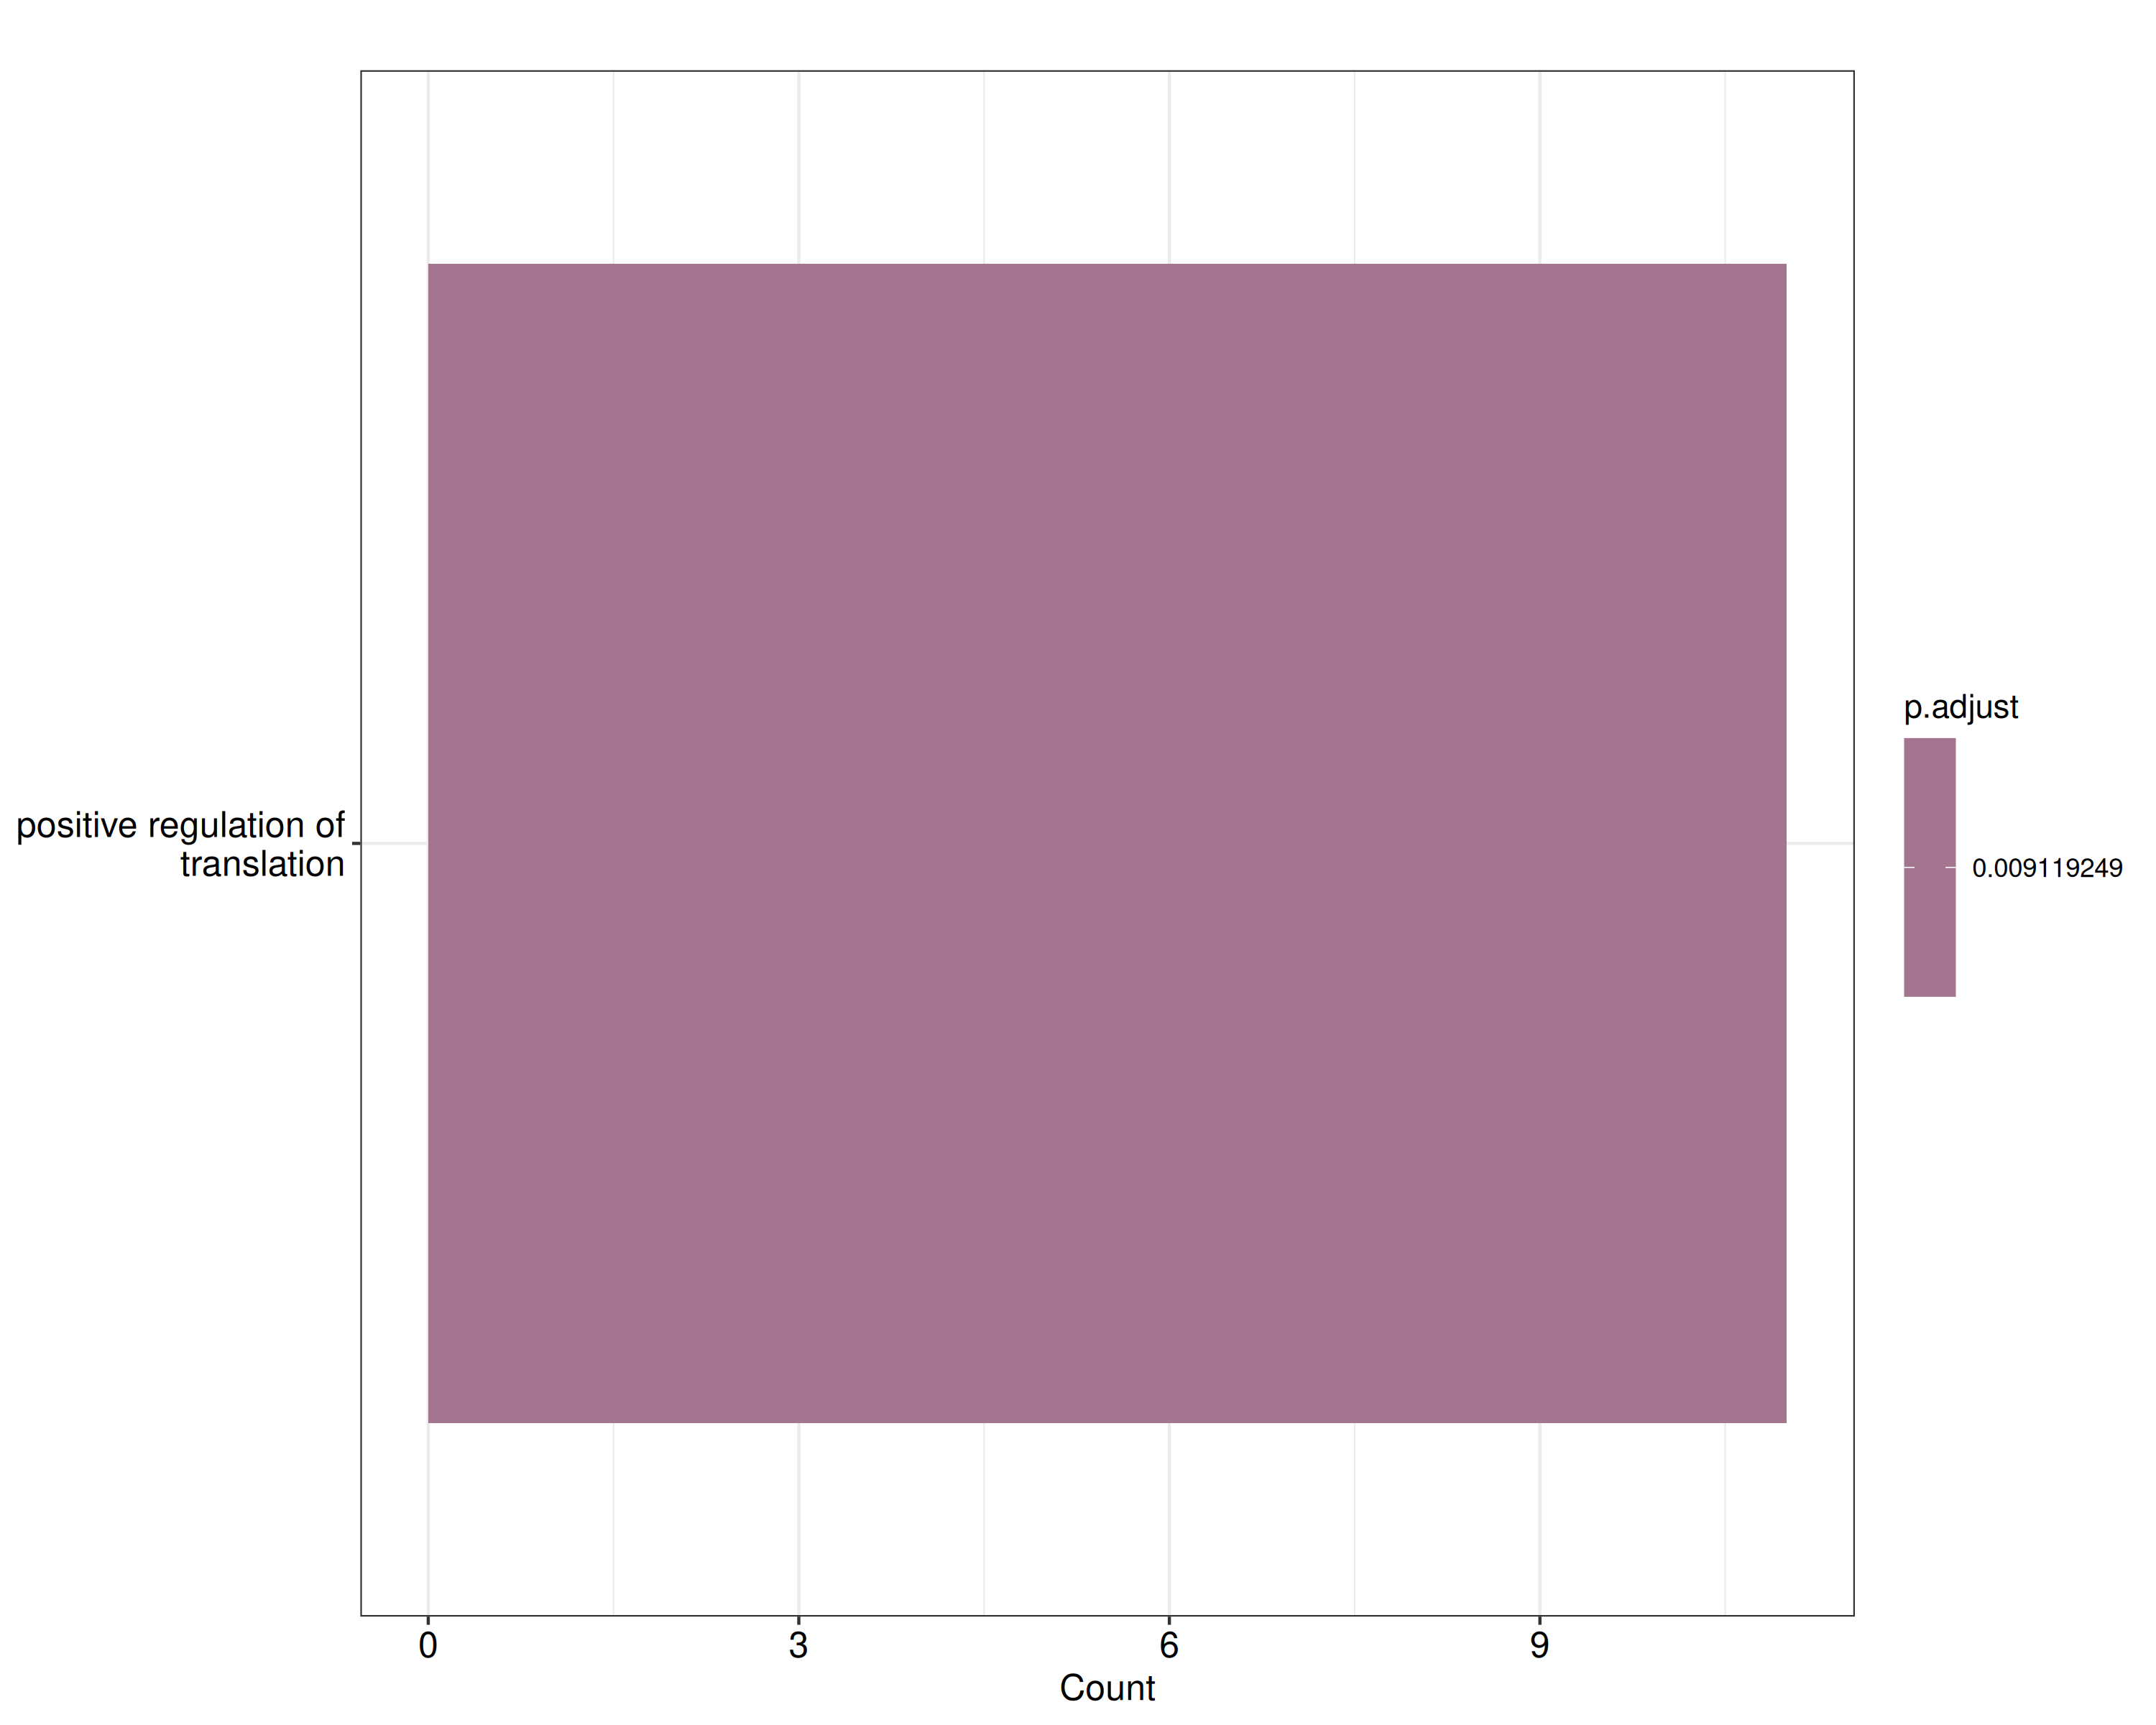 positive regulation of
translation
0
3
6
9
Count
p.adjust
0.009119249